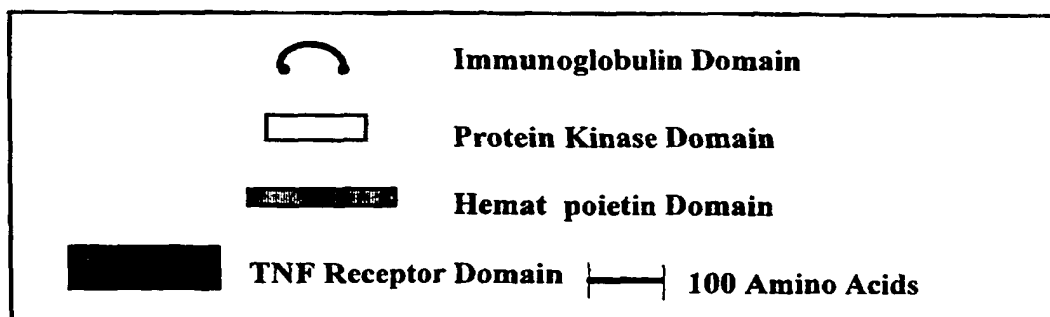 Immunoglobulin Domain
Protein Kinase Domain
Hemat poietin Domain
TNF Receptor Domain 100 Amino Acids